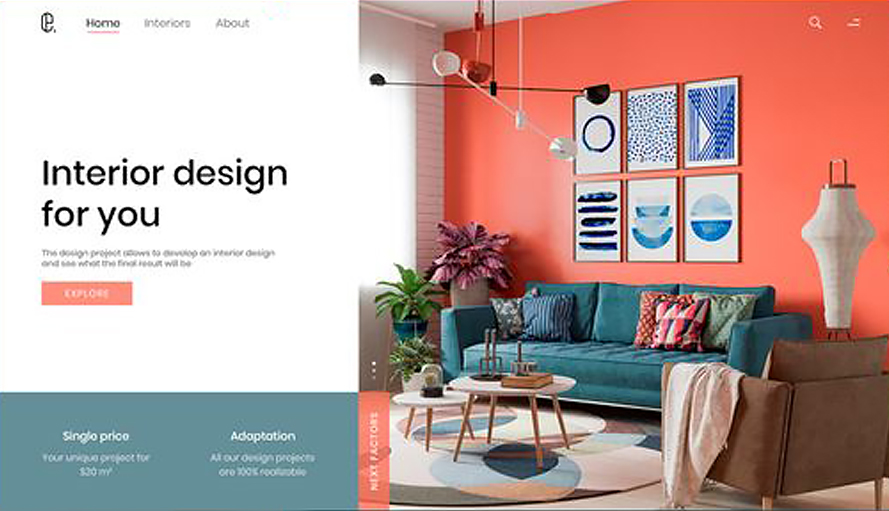 Home Interiors About
Interior design
for you
The design project allows to develop an interior design
and see what the final result will be
EXPLORE
Single price
Your unique project for
$20 m²
Adaptation
All our design projects
are 100% realizable
NEXT FACTORS